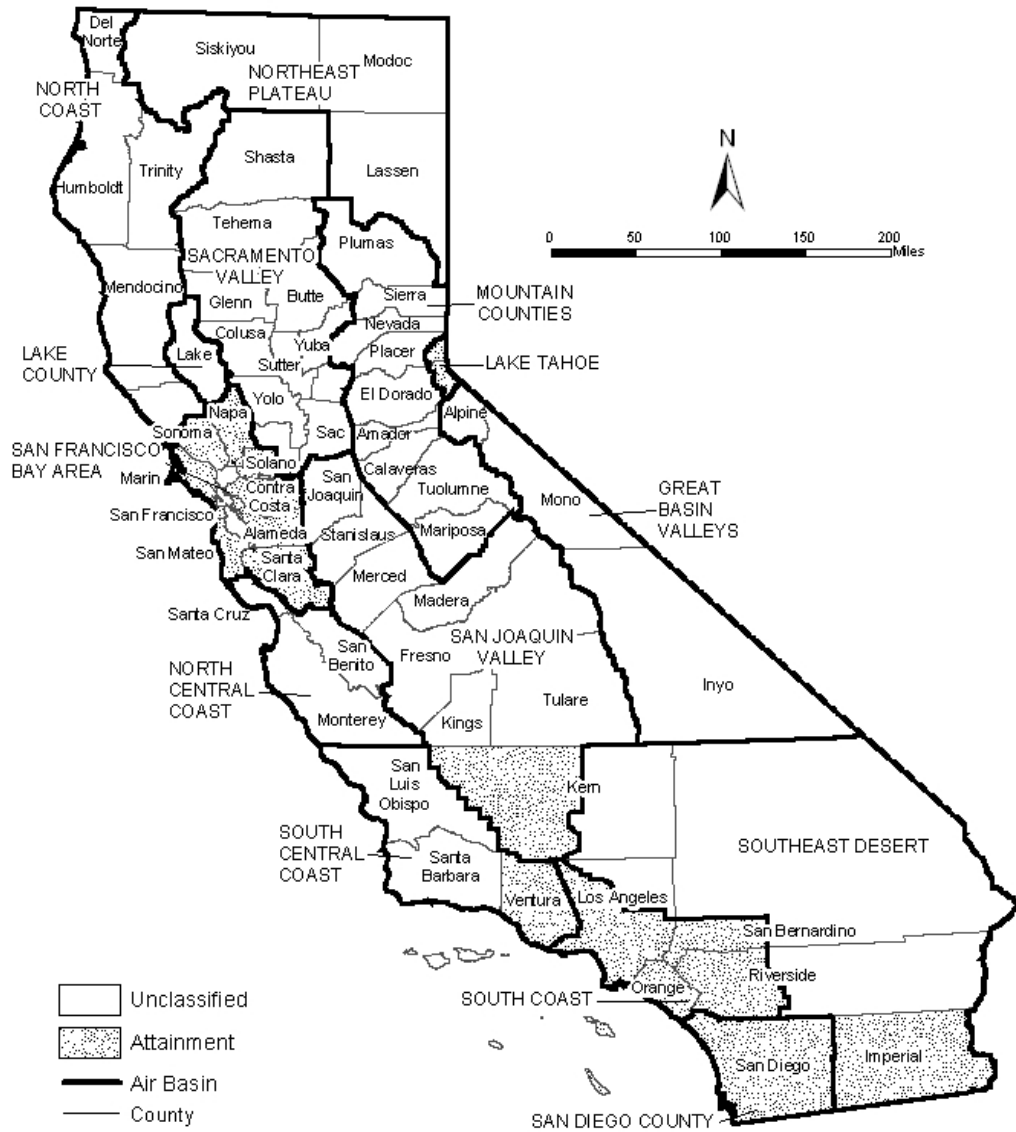 Del
Norte
Siskiyou
Modoc
NORTHEAST
PLATEAU
NORTH
COAST
N
Shasta
Trinity
Lassen
Humboldt
Tehema
Plumas
0 50 100 150 200
Miles
SACRAMENTO
VALLEY
Mendocino
Butte
Sierra
MOUNTAIN
COUNTIES
Glenn
Nevada
Colusa
Yuba
Placer
LAKE
COUNTY
Lake
Sutter
LAKE TAHOE
El Dorado
Yolo
Alpine
Napa
Sonoma
Sac
Amador
SAN FRANCISCO
BAY AREA
Solano
Calaveras
Marin
San
Joaquin
Contra
Costa
Tuolumne
Mono
GREAT
BASIN
VALLEYS
San Francisco
Alameda
Stanislaus
Mariposa
San Mateo
Santa
Clara
Merced
Madera
Santa Cruz
SAN JOAQUIN
VALLEY
San
Benito
Fresno
NORTH
CENTRAL
COAST
Tulare
Inyo
Monterey
Kings
San
Luis
Obispo
Kern
SOUTH
CENTRAL
COAST
SOUTHEAST DESERT
Santa
Barbara
Ventura
Los Angeles
San Bernardino
Riverside
Orange
SOUTH COAST
Unclassified
Attainment
Air Basin
County
San Diego
Imperial
SAN DIEGO COUNTY